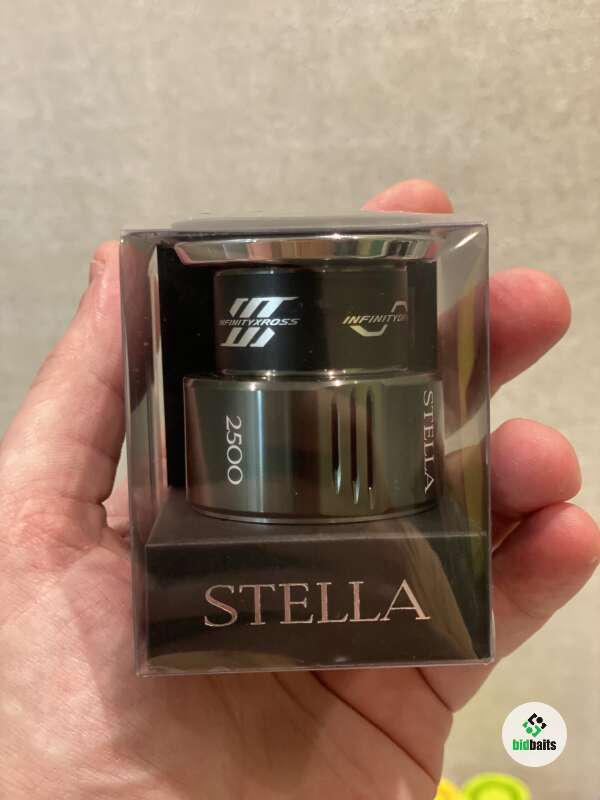 INFINITYXROSS
INFINITYDR
2500
STELLA
STELLA
bidbaits